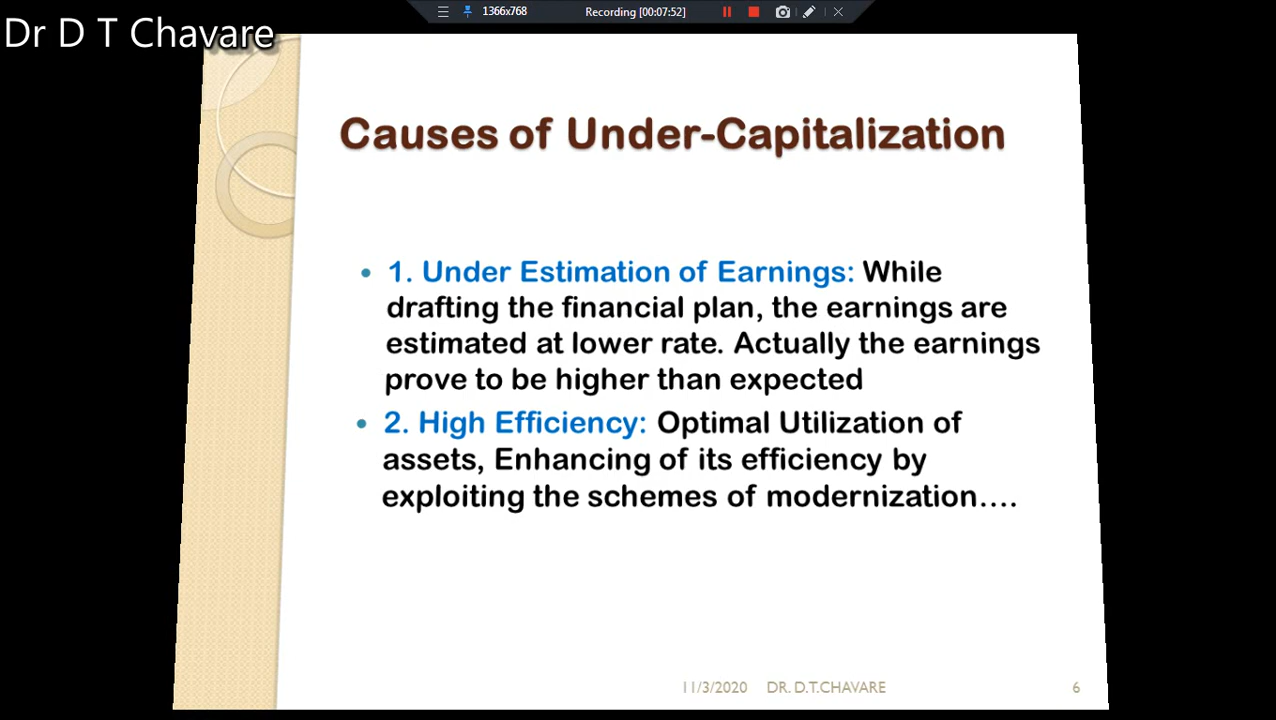 1366x768
Recording [00:07:52]
Dr D T Chavare
Causes of Under-Capitalization
• 1. Under Estimation of Earnings: While
drafting the financial plan, the earnings are
estimated at lower rate. Actually the earnings
prove to be higher than expected
• 2. High Efficiency: Optimal Utilization of
assets, Enhancing of its efficiency by
exploiting the schemes of modernization....
11/3/2020 DR. D.T.CHAVARE 6